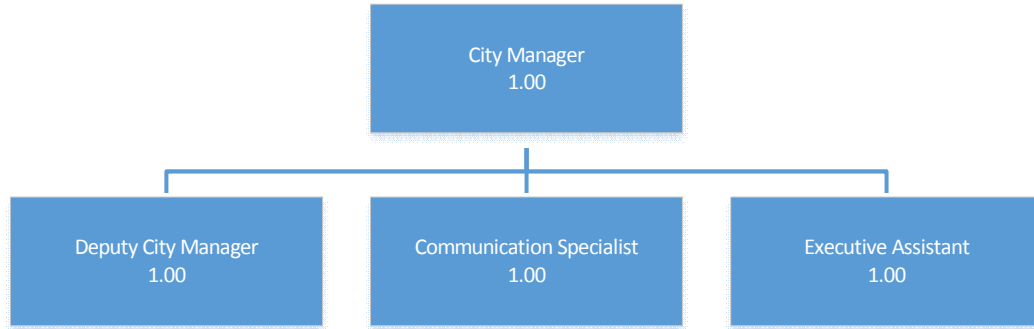 City Manager
1.00
Deputy City Manager
1.00
Communication Specialist
1.00
Executive Assistant
1.00